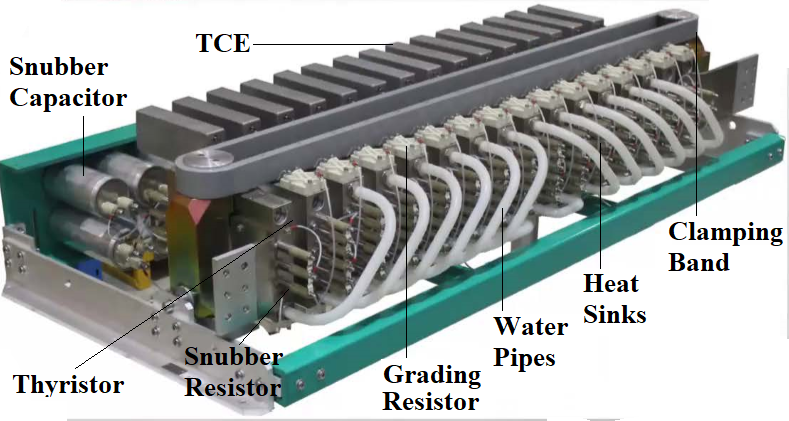 TCE
Snubber
Capacitor
Clamping
Band
Heat
Sinks
Water
Pipes
Snubber
Resistor
Grading
Resistor
Thyristor